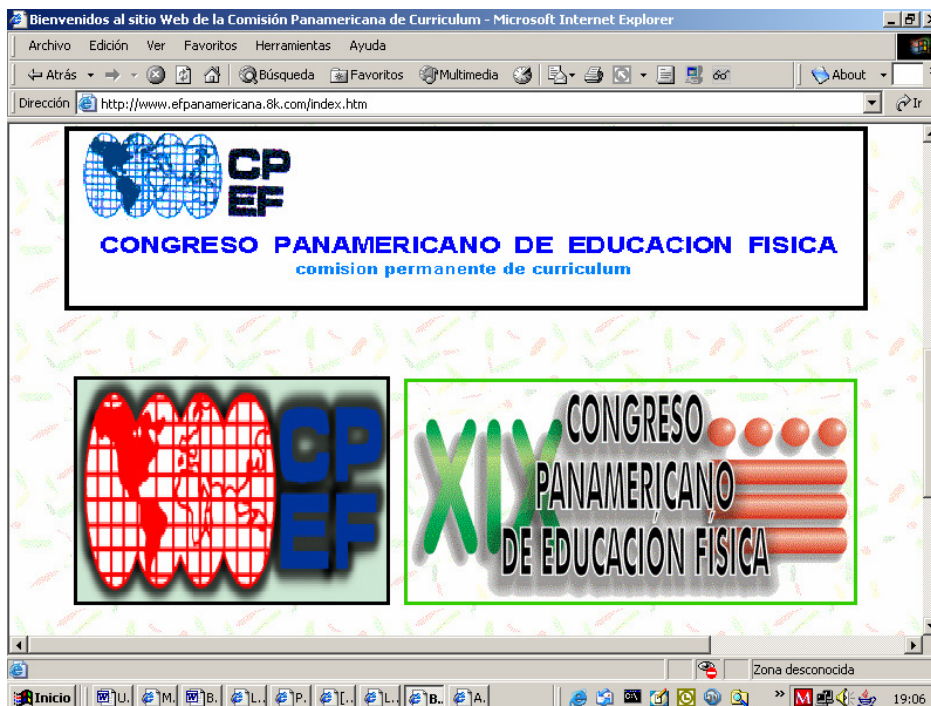 Bienvenidos al sitio Web de la Comisión Panamericana de Curriculum - Microsoft Internet Explorer
Archivo Edición Ver Favoritos Herramientas Ayuda
Atrás Búsqueda Favoritos Multimedia About
Dirección http://www.efpanamericana.8k.com/index.htm Ir
CP
EF
CONGRESO PANAMERICANO DE EDUCACION FISICA
comision permanente de curriculum
CP
EF
XIX
CONGRESO
PANAMERICANO
DE EDUCACIÓN FÍSICA
Zona desconocida
Inicio U. M. B. L.. P. [.. L.. B.. A. » M 19:06